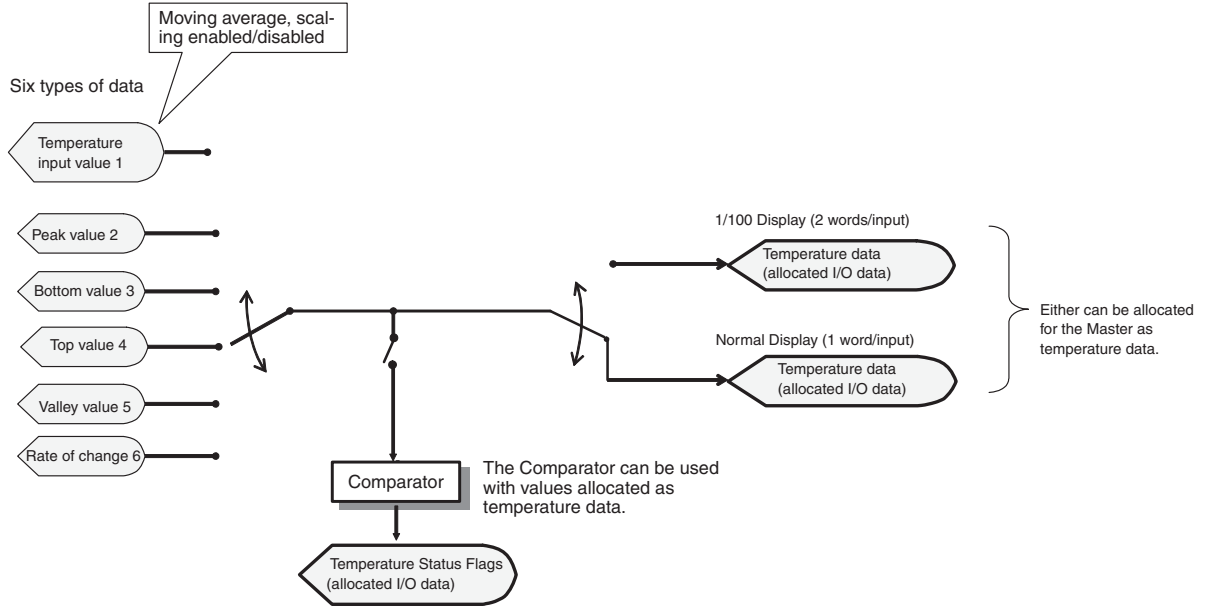 Moving average, scal-
ing enabled/disabled
Six types of data
Temperature
input value 1
Peak value 2
Bottom value 3
Top value 4
Valley value 5
Rate of change 6
1/100 Display (2 words/input)
Temperature data
(allocated I/O data)
Normal Display (1 word/input)
Temperature data
(allocated I/O data)
Either can be allocated
for the Master as
temperature data.
Comparator
The Comparator can be used
with values allocated as
temperature data.
Temperature Status Flags
(allocated I/O data)